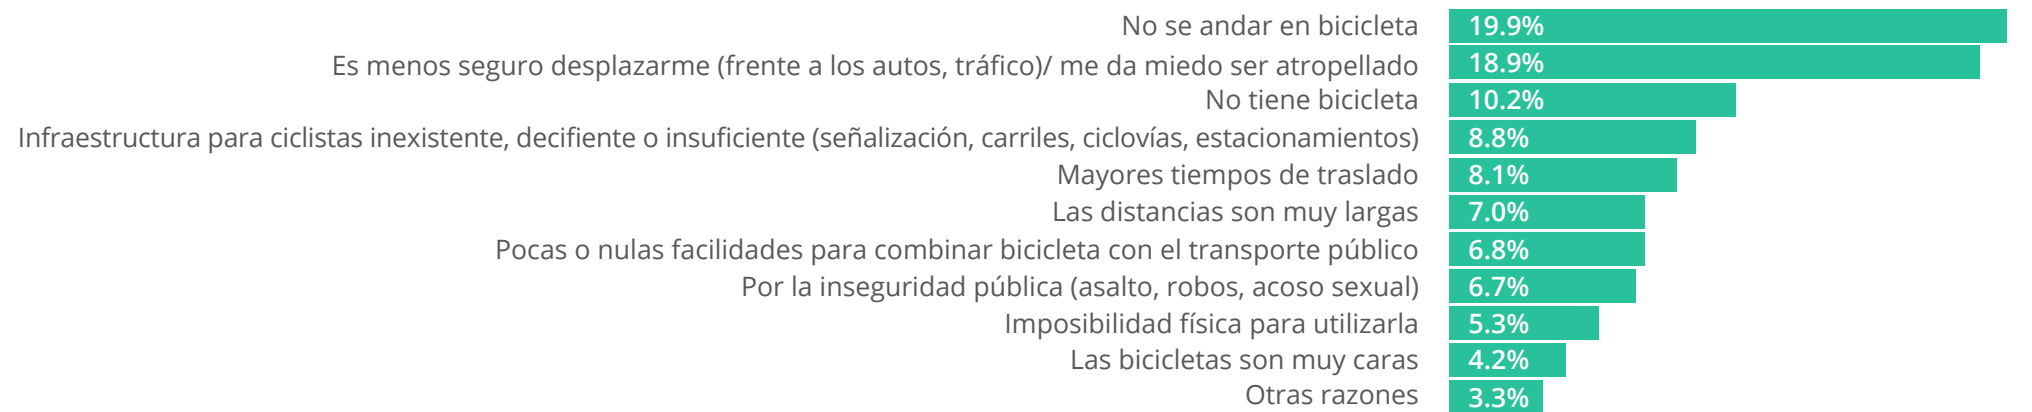 No se andar en bicicleta 19.9%
Es menos seguro desplazarme (frente a los autos, tráfico)/ me da miedo ser atropellado 18.9%
No tiene bicicleta 10.2%
Infraestructura para ciclistas inexistente, decifiente o insuficiente (señalización, carriles, ciclovías, estacionamientos) 8.8%
Mayores tiempos de traslado 8.1%
Las distancias son muy largas 7.0%
Pocas o nulas facilidades para combinar bicicleta con el transporte público 6.8%
Por la inseguridad pública (asalto, robos, acoso sexual) 6.7%
Imposibilidad física para utilizarla 5.3%
Las bicicletas son muy caras 4.2%
Otras razones 3.3%